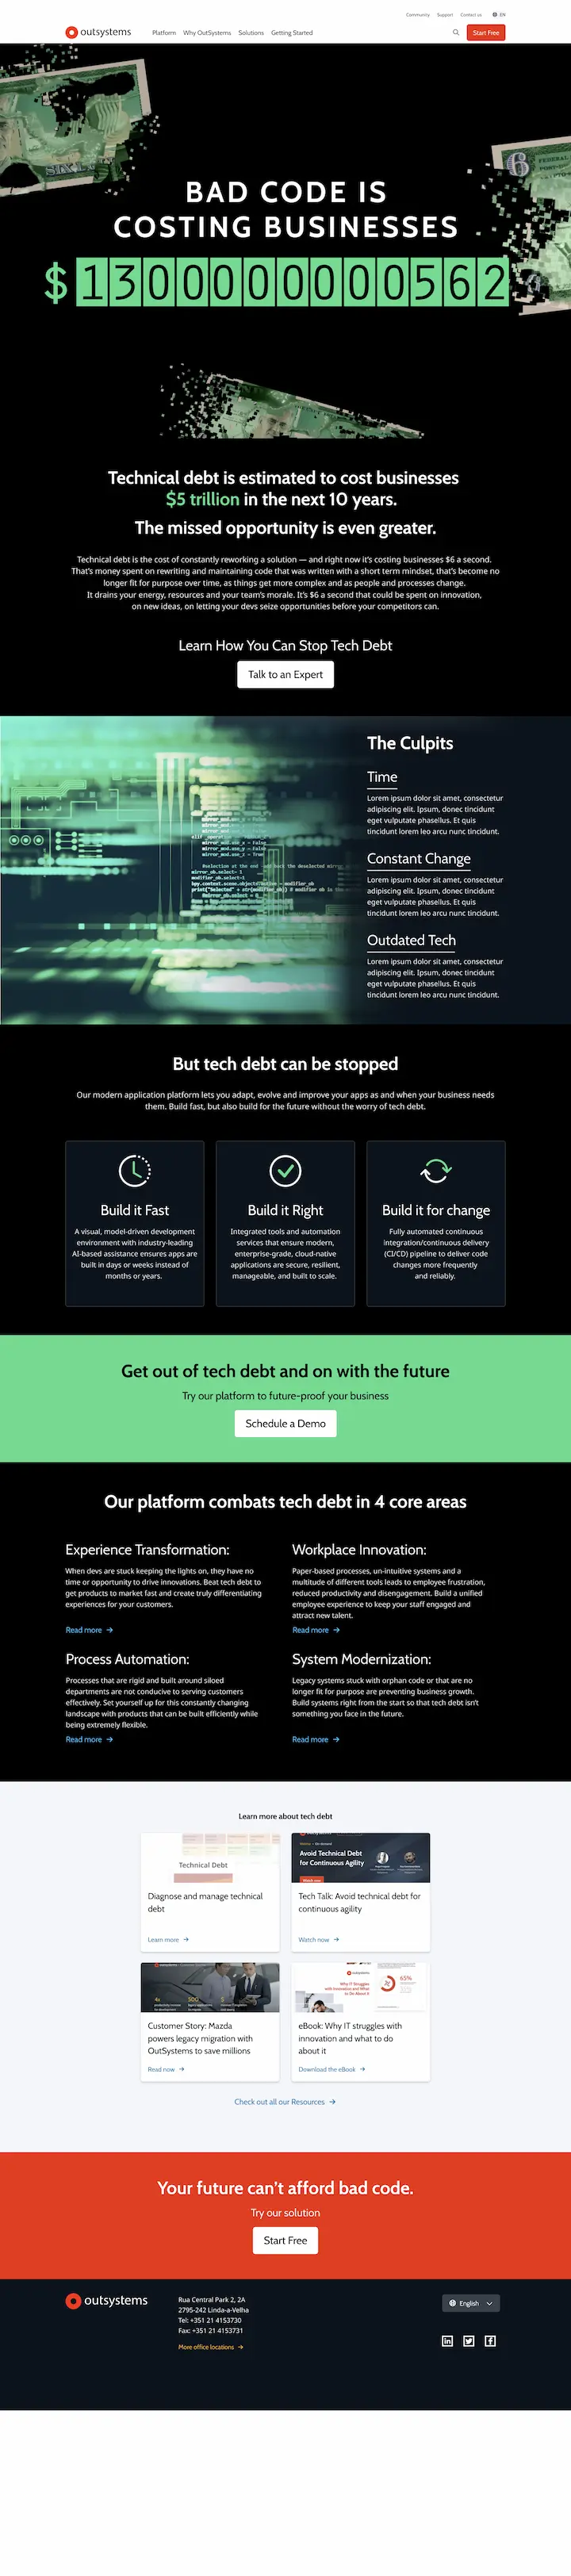 Community Support Contact us EN
outsystems Platform Why OutSystems Solutions Getting Started Start Free
SIX
FEDERAL
6
BAD CODE IS
COSTING BUSINESSES
$1300000000562
Technical debt is estimated to cost businesses
$5 trillion in the next 10 years.
The missed opportunity is even greater.
Technical debt is the cost of constantly reworking a solution — and right now it's costing businesses $6 a second.
That's money spent on rewriting and maintaining code that was written with a short term mindset, that's become no
longer fit for purpose over time, as things get more complex and as people and processes change.
It drains your energy, resources and your team's morale. It's $6 a second that could be spent on innovation,
on new ideas, on letting your devs seize opportunities before your competitors can.
Learn How You Can Stop Tech Debt
Talk to an Expert
mirror_mod.use_x = False
mirror_mod.use_y = False
mirror_mod.use_z = True
The Culpits
Time
Lorem ipsum dolor sit amet, consectetur
adipiscing elit. Ipsum, donec tincidunt
eget vulputate phasellus. Et quis
tincidunt lorem leo arcu nunc tincidunt.
Constant Change
Lorem ipsum dolor sit amet, consectetur
adipiscing elit. Ipsum, donec tincidunt
eget vulputate phasellus. Et quis
tincidunt lorem leo arcu nunc tincidunt.
Outdated Tech
Lorem ipsum dolor sit amet, consectetur
adipiscing elit. Ipsum, donec tincidunt
eget vulputate phasellus. Et quis
tincidunt lorem leo arcu nunc tincidunt.
But tech debt can be stopped
Our modern application platform lets you adapt, evolve and improve your apps as and when your business needs
them. Build fast, but also build for the future without the worry of tech debt.
Build it Fast
A visual, model-driven development
environment with industry-leading
AI-based assistance ensures apps are
built in days or weeks instead of
months or years.
Build it Right
Integrated tools and automation
services that ensure modern,
enterprise-grade, cloud-native
applications are secure, resilient,
manageable, and built to scale.
Build it for change
Fully automated continuous
integration/continuous delivery
(CI/CD) pipeline to deliver code
changes more frequently
and reliably.
Get out of tech debt and on with the future
Try our platform to future-proof your business
Schedule a Demo
Our platform combats tech debt in 4 core areas
Experience Transformation:
When devs are stuck keeping the lights on, they have no
time or opportunity to drive innovations. Beat tech debt to
get products to market fast and create truly differentiating
experiences for your customers.
Read more
Workplace Innovation:
Paper-based processes, un-intuitive systems and a
multitude of different tools leads to employee frustration,
reduced productivity and disengagement. Build a unified
employee experience to keep your staff engaged and
attract new talent.
Read more
Process Automation:
Processes that are rigid and built around siloed
departments are not conducive to serving customers
effectively. Set yourself up for this constantly changing
landscape with products that can be built efficiently while
being extremely flexible.
Read more
System Modernization:
Legacy systems stuck with orphan code or that are no
longer fit for purpose are preventing business growth.
Build systems right from the start so that tech debt isn't
something you face in the future.
Read more
Learn more about tech debt
Technical Debt
Diagnose and manage technical
debt
Learn more
Avoid Technical Debt
for Continuous Agility
Tech Talk: Avoid technical debt for
continuous agility
Watch now
Customer Story: Mazda
powers legacy migration with
OutSystems to save millions
Read now
outsystems
Why IT Struggles
with Innovation and What
to Do About It
65%
eBook: Why IT struggles with
innovation and what to do
about it
Download the eBook
Check out all our Resources
Your future can't afford bad code.
Try our solution
Start Free
outsystems
Rua Central Park 2, 2A
2795-242 Linda-a-Velha
Tel: +351 21 4153730
Fax: +351 21 4153731
More office locations
English